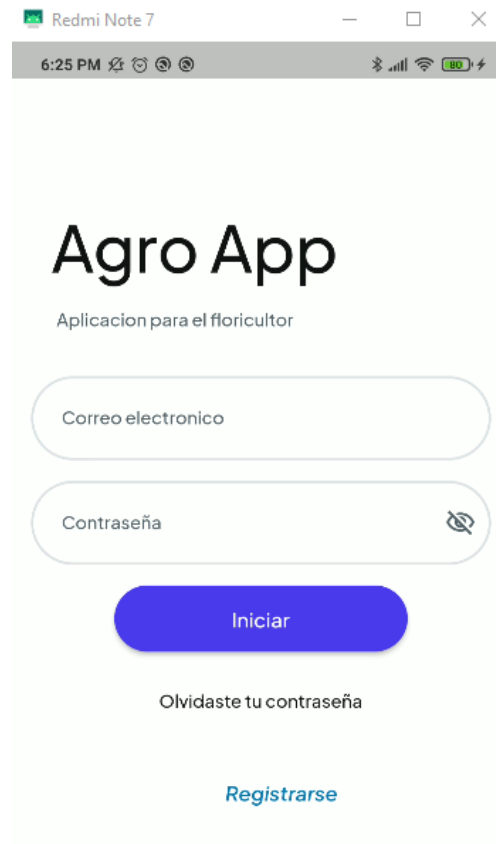 Redmi Note 7
6:25 PM
80
Agro App
Aplicacion para el floricultor
Correo electronico
Contraseña
Iniciar
Olvidaste tu contraseña
Registrarse